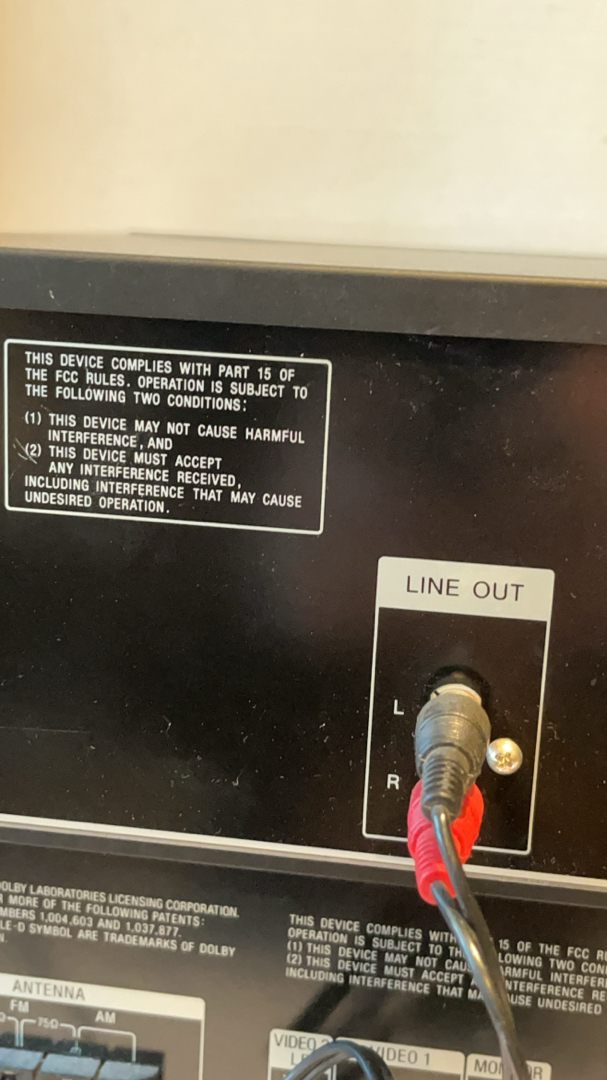 THIS DEVICE COMPLIES WITH PART 15 OF
THE FCC RULES. OPERATION IS SUBJECT TO
THE FOLLOWING TWO CONDITIONS:
(1) THIS DEVICE MAY NOT CAUSE HARMFUL
INTERFERENCE, AND
(2) THIS DEVICE MUST ACCEPT
ANY INTERFERENCE RECEIVED,
INCLUDING INTERFERENCE THAT MAY CAUSE
UNDESIRED OPERATION.
LINE OUT
L
R
DOLBY LABORATORIES LICENSING CORPORATION.
MORE OF THE FOLLOWING PATENTS:
MBERS 1,004,603 AND 1,037,877.
LE-D SYMBOL ARE TRADEMARKS OF DOLBY
THIS DEVICE COMPLIES WITH 15 OF THE FCC
OPERATION IS SUBJECT TO LOWING TWO
(1) THIS DEVICE MAY NOT
(2) THIS DEVICE MUST ACCEPT
INCLUDING INTERFERENCE THAT UNDESIRED
ANTENNA
FM AM
75Ω
VIDEO 2 VIDEO 1
L